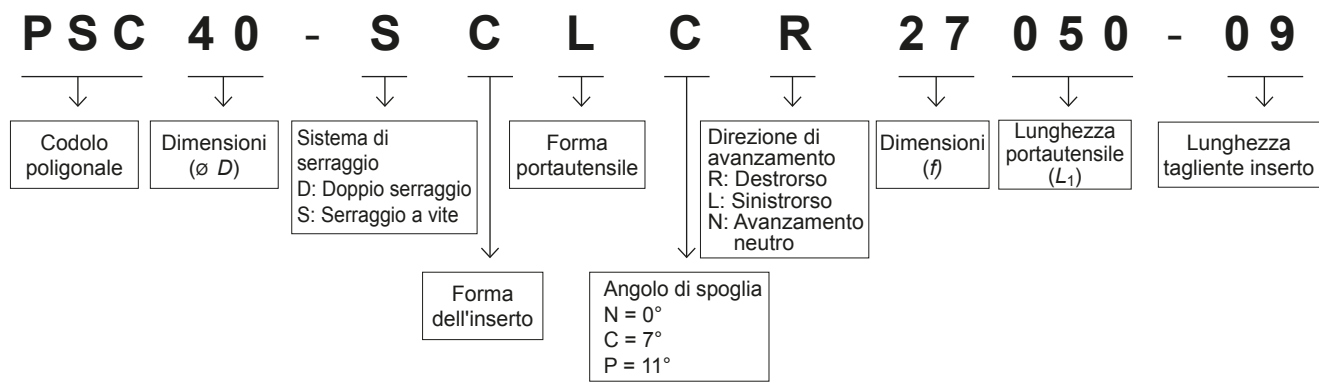 PSC 40 - S C L C R 27 050 - 09
Codolo
poligonale
Dimensioni
(ø D)
Sistema di
serraggio
D: Doppio serraggio
S: Serraggio a vite
Forma
portautensile
Direzione di
avanzamento
R: Destrorso
L: Sinistrorso
N: Avanzamento
neutro
Dimensioni
(f)
Lunghezza
portautensile
(L1)
Lunghezza
tagliente inserto
Forma
dell'inserto
Angolo di spoglia
N = 0°
C = 7°
P = 11°